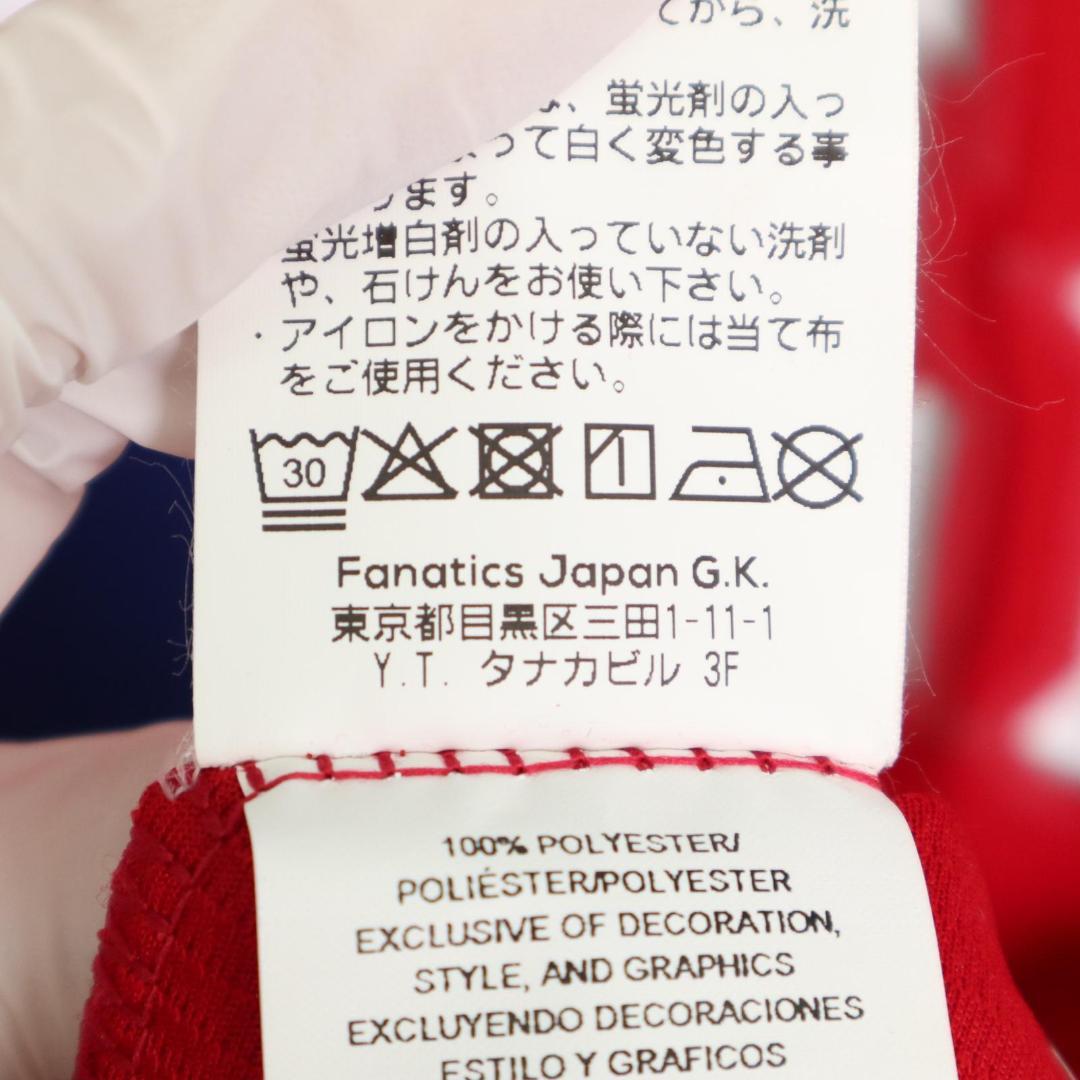 てから、洗
、蛍光剤の入っ
って白く変色する事
ます。
蛍光増白剤の入っていない洗剤
や、石けんをお使い下さい。
・アイロンをかける際には当て布
をご使用ください。
30
Fanatics Japan G.K.
東京都目黒区三田1-11-1
Y.T. タナカビル 3F
100% POLYESTER/
POLIÉSTER/POLYESTER
EXCLUSIVE OF DECORATION,
STYLE, AND GRAPHICS
EXCLUYENDO DECORACIONES
ESTILO Y GRAFICOS